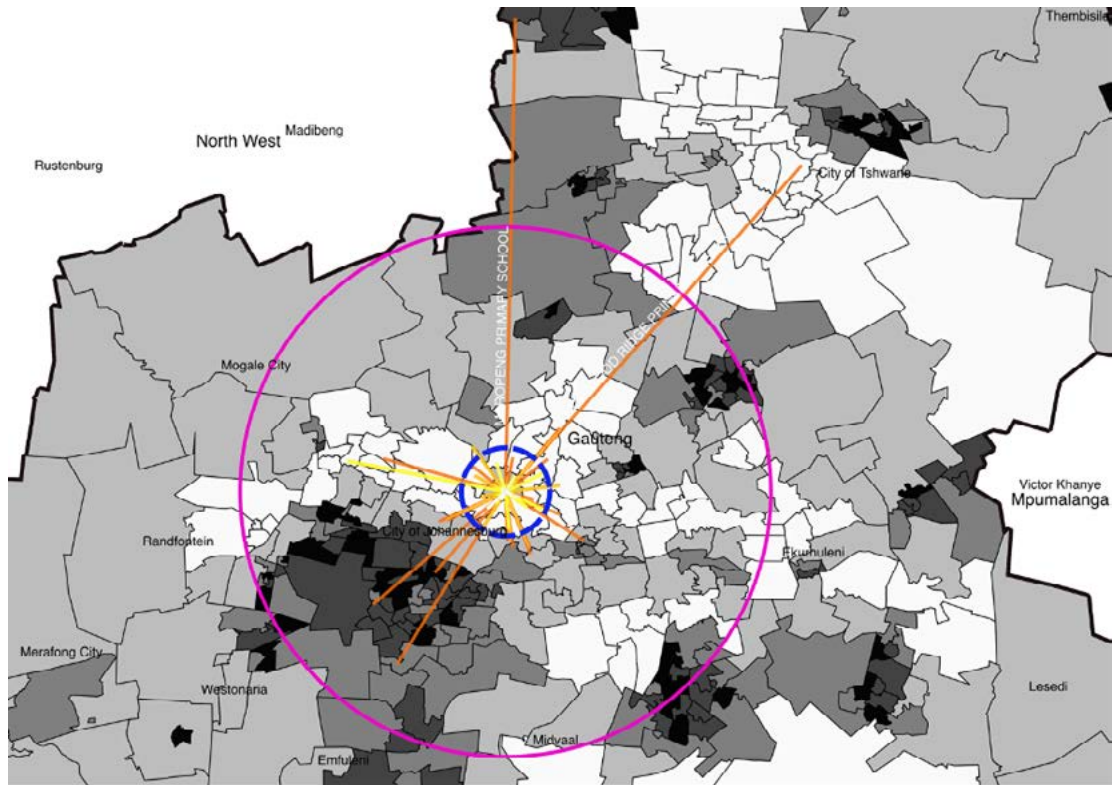 Thembisile
North West
Madibeng
Rustenburg
City of Tshwane
PRIMARY SCHOOL
RIDGE
Mogale City
Gauteng
Victor Khanye
Mpumalanga
City of Johannesburg
Randfontein
Ekurhuleni
Merafong City
Westonaria
Lesedi
Midvaal
Emfuleni